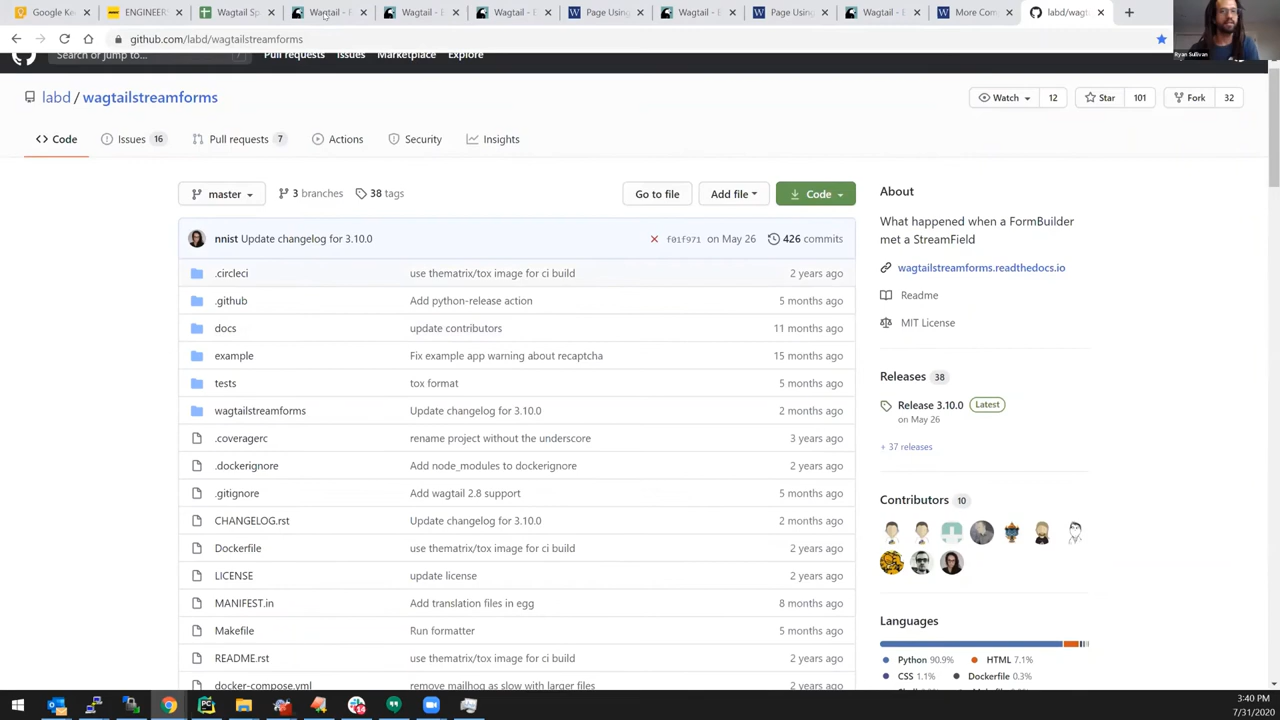 Google Ke
ENGINEER
Wagtail Sp
Wagtail - E
Wagtail - E
Wagtail - E
Page Using
Wagtail - E
Page Using
Wagtail - E
More Com
labd/wagt
github.com/labd/wagtailstreamforms
Ryan Sullivan
Search or jump to...
Pull requests Issues Marketplace Explore
labd / wagtailstreamforms
Watch 12 Star 101 Fork 32
Code Issues 16 Pull requests 7 Actions Security Insights
master 3 branches 38 tags Go to file Add file Code
nnist Update changelog for 3.10.0 f01f971 on May 26 426 commits
.circleci use thematrix/tox image for ci build 2 years ago
.github Add python-release action 5 months ago
docs update contributors 11 months ago
example Fix example app warning about recaptcha 15 months ago
tests tox format 5 months ago
wagtailstreamforms Update changelog for 3.10.0 2 months ago
.coveragerc rename project without the underscore 3 years ago
.dockerignore Add node_modules to dockerignore 2 years ago
.gitignore Add wagtail 2.8 support 5 months ago
CHANGELOG.rst Update changelog for 3.10.0 2 months ago
Dockerfile use thematrix/tox image for ci build 2 years ago
LICENSE update license 2 years ago
MANIFEST.in Add translation files in egg 8 months ago
Makefile Run formatter 5 months ago
README.rst use thematrix/tox image for ci build 2 years ago
docker-compose.yml remove mailhog as slow with larger files 2 years ago
About
What happened when a FormBuilder
met a StreamField
wagtailstreamforms.readthedocs.io
Readme
MIT License
Releases 38
Release 3.10.0 Latest
on May 26
+ 37 releases
Contributors 10
Languages
Python 90.9% HTML 7.1%
CSS 1.1% Dockerfile 0.3%
3:40 PM
7/31/2020